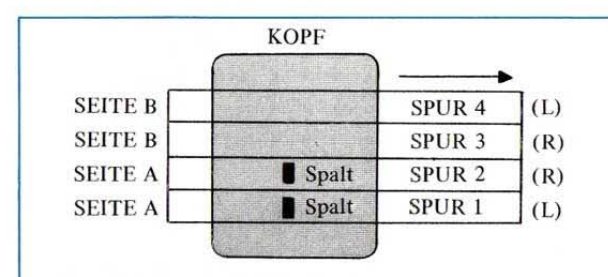 KOPF
SEITE B SPUR 4 (L)
SEITE B SPUR 3 (R)
SEITE A Spalt SPUR 2 (R)
SEITE A Spalt SPUR 1 (L)